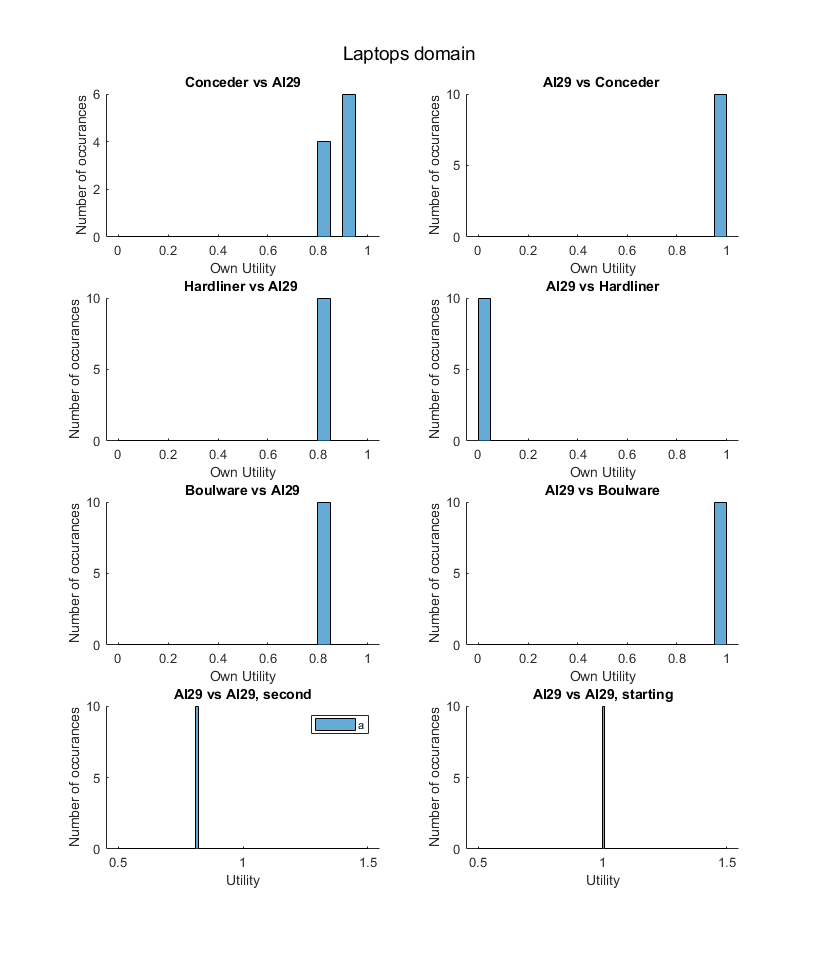 Laptops domain
Conceder vs AI29
Number of occurances
6
4
2
0
0 0.2 0.4 0.6 0.8 1
Own Utility
AI29 vs Conceder
Number of occurances
10
5
0
0 0.2 0.4 0.6 0.8 1
Own Utility
Hardliner vs AI29
Number of occurances
10
5
0
0 0.2 0.4 0.6 0.8 1
Own Utility
AI29 vs Hardliner
Number of occurances
10
5
0
0 0.2 0.4 0.6 0.8 1
Own Utility
Boulware vs AI29
Number of occurances
10
5
0
0 0.2 0.4 0.6 0.8 1
Own Utility
AI29 vs Boulware
Number of occurances
10
5
0
0 0.2 0.4 0.6 0.8 1
Own Utility
AI29 vs AI29, second
Number of occurances
10
5
0
a
0.5 1 1.5
Utility
AI29 vs AI29, starting
Number of occurances
10
5
0
0.5 1 1.5
Utility